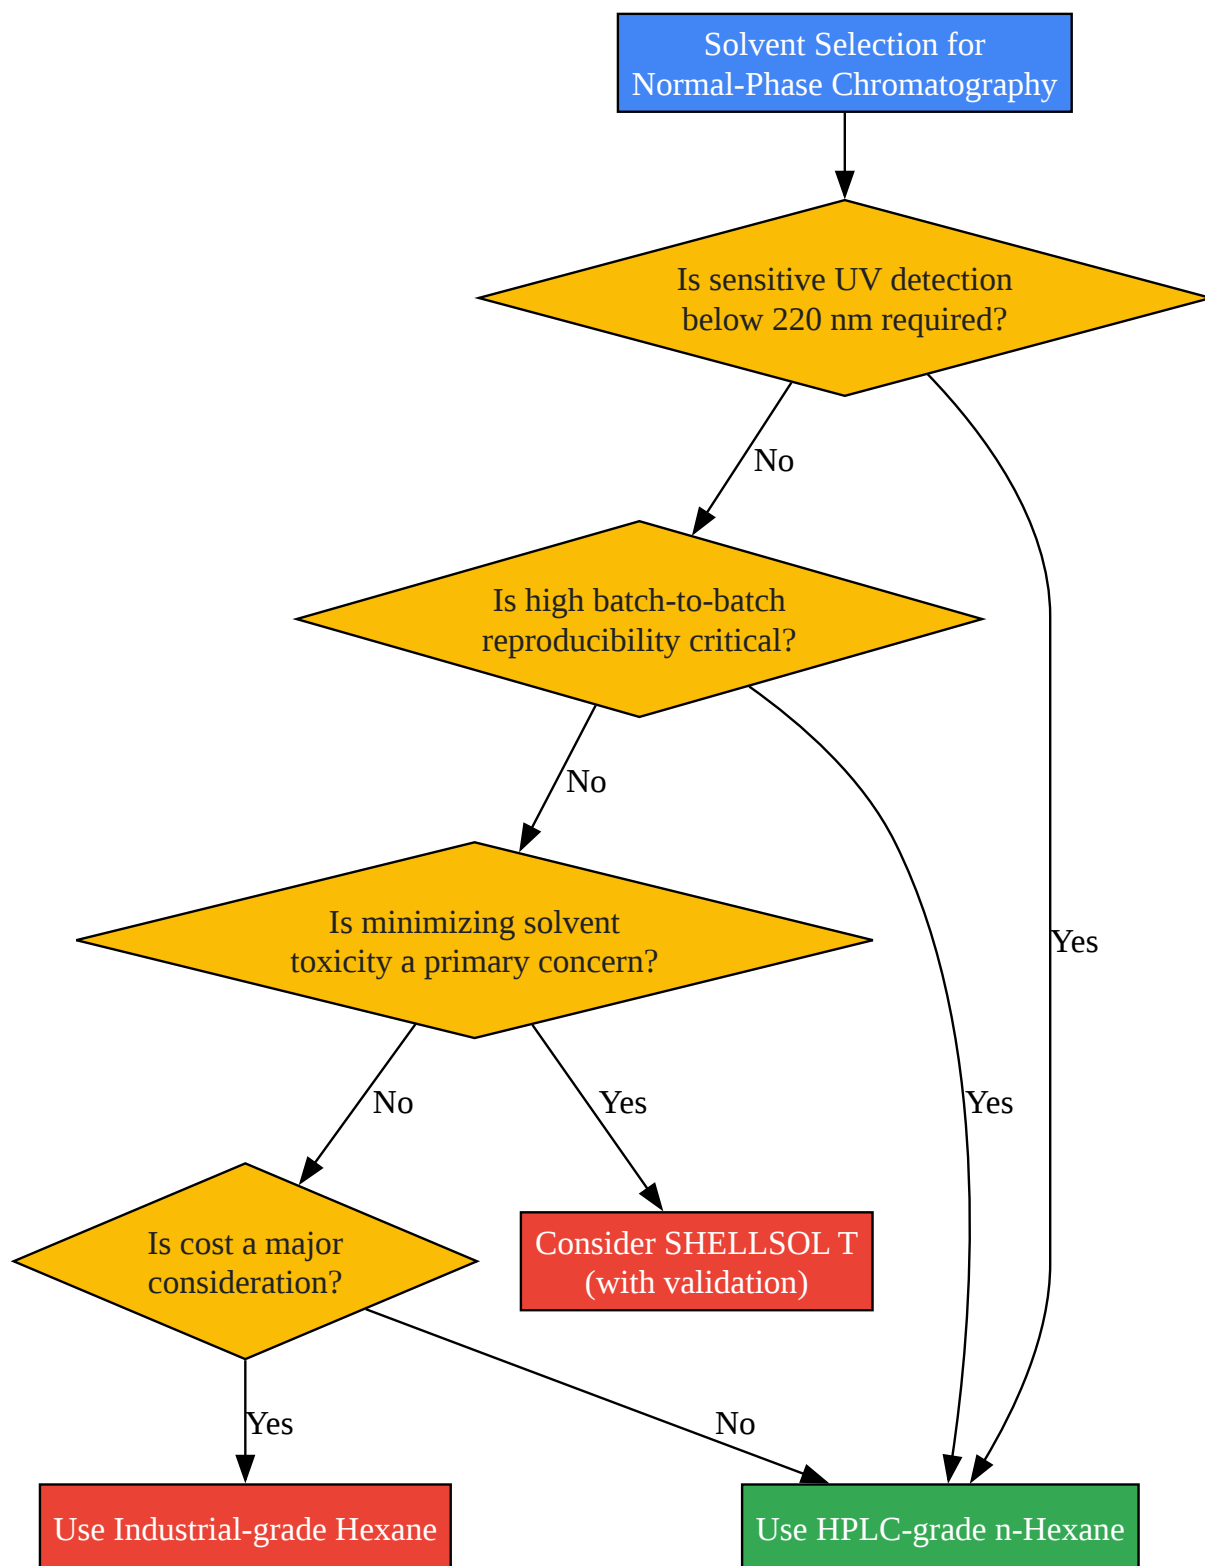 Solvent Selection for
Normal-Phase Chromatography
Is sensitive UV detection
below 220 nm required?
No
Is high batch-to-batch
reproducibility critical?
No
Is minimizing solvent
toxicity a primary concern?
Yes
No
Yes
Yes
Is cost a major
consideration?
Consider SHELLSOL T
(with validation)
Yes
No
Use Industrial-grade Hexane
Use HPLC-grade n-Hexane